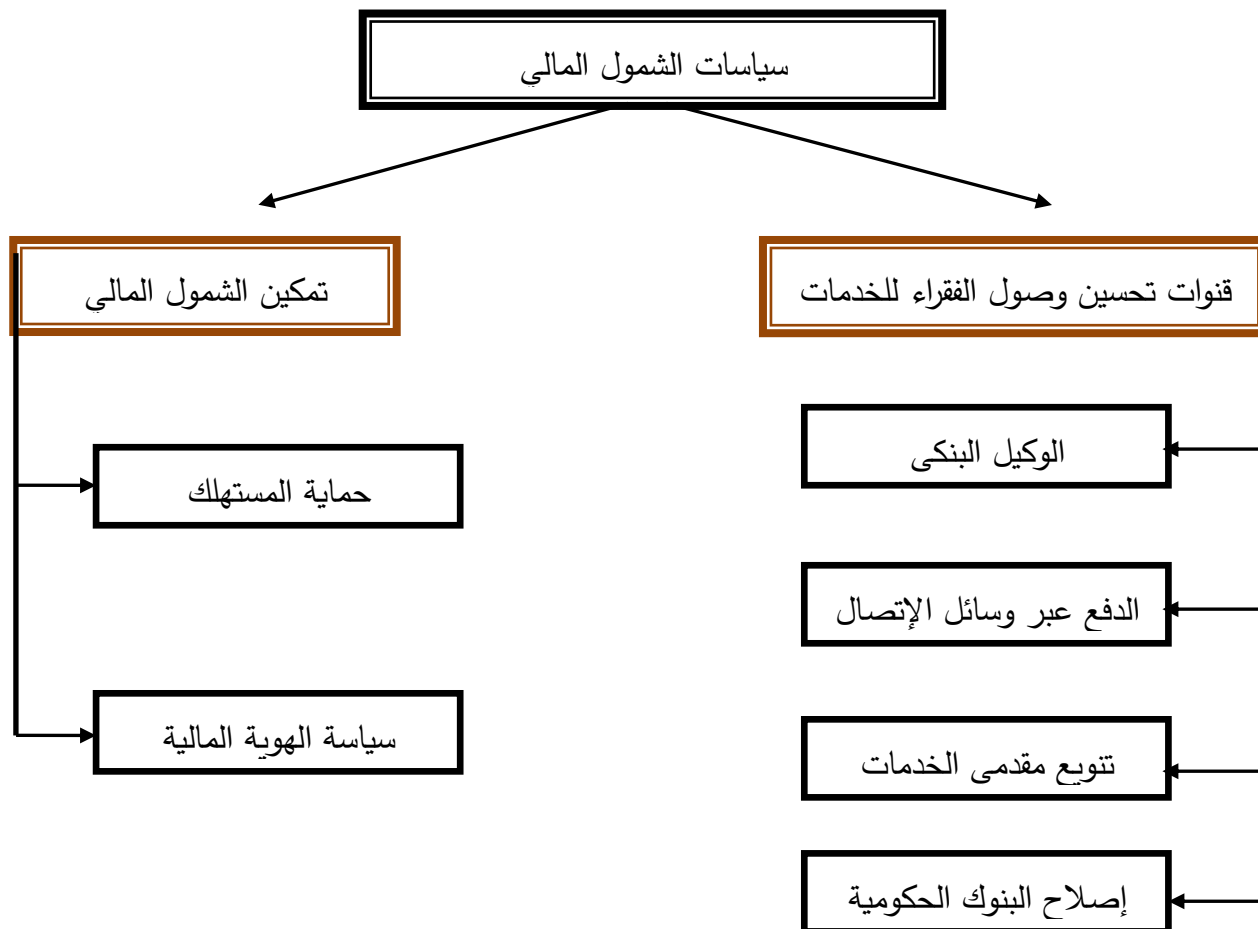 سياسات الشمول المالي
قنوات تحسين وصول الفقراء للخدمات
تمكين الشمول المالي
الوكيل البنكى
حماية المستهلك
الدفع عبر وسائل الإتصال
سياسة الهوية المالية
تنويع مقدمى الخدمات
إصلاح البنوك الحكومية